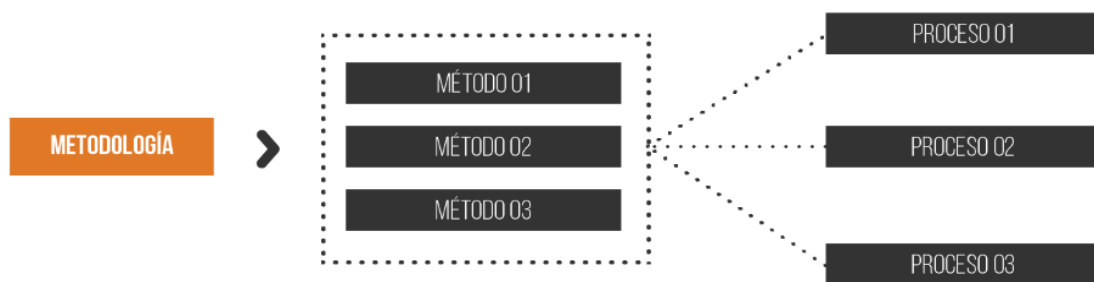 METODOLOGÍA
MÉTODO 01
MÉTODO 02
MÉTODO 03
PROCESO 01
PROCESO 02
PROCESO 03